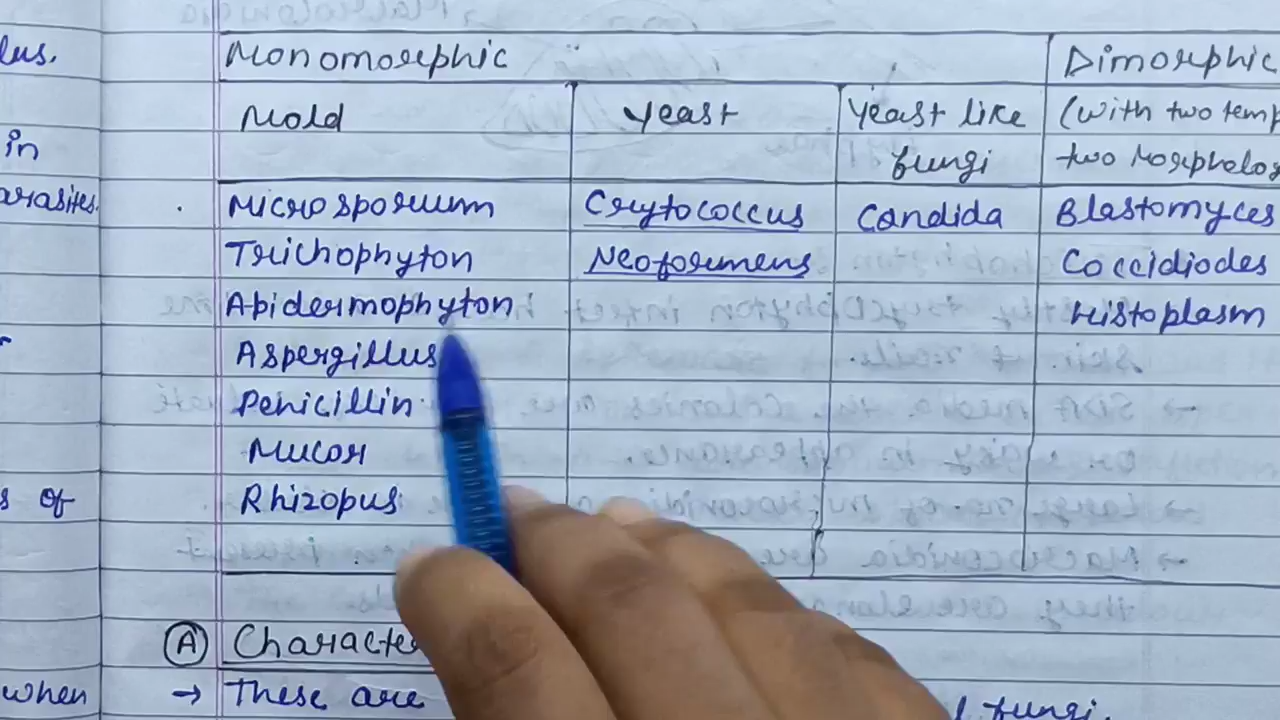 lus.
Monomorphic Dimorphic
Mold Yeast Yeast like (with two temp
in fungi two Morpholog
arasites. Microsporum Crytococcus Candida Blastomyces
Trichophyton Neoformens Coccidiodes
Apidermophyton Histoplasm
Aspergillus
Penicillin
Mucor
s of Rhizopus
(A) Characte
when → These are fungi.